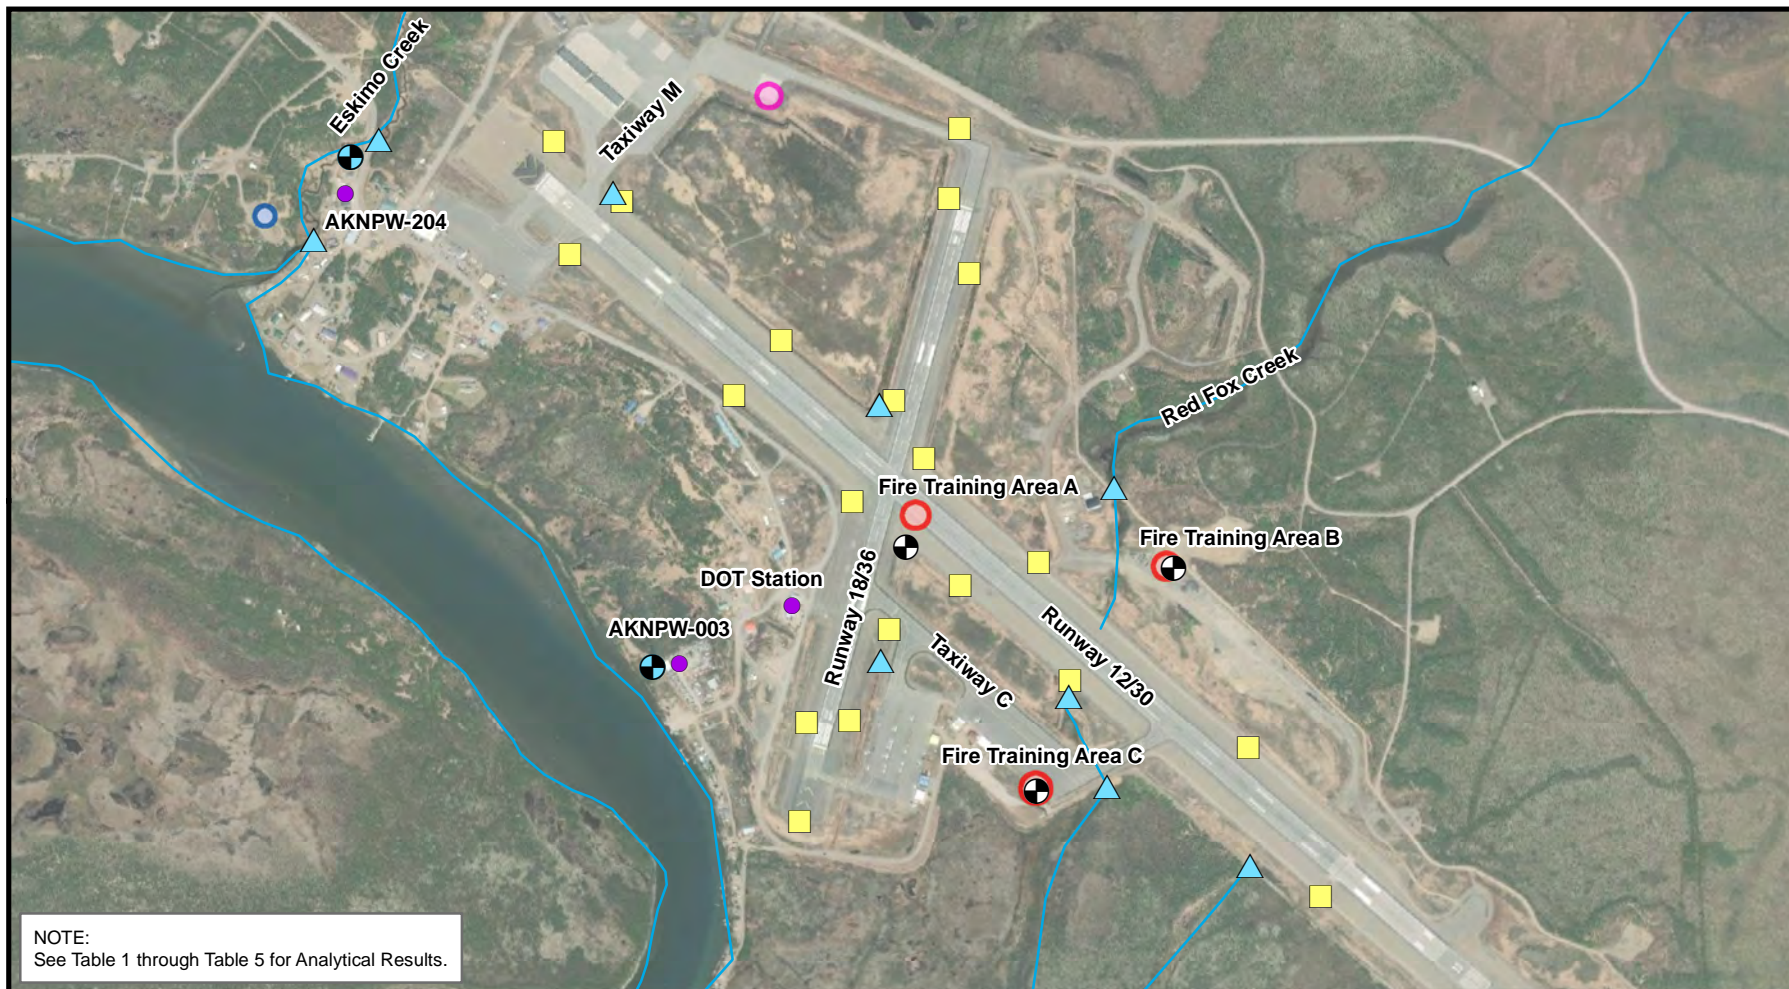 Eskimo Creek
Taxiway M
AKNPW-204
Red Fox Creek
Fire Training Area A
Fire Training Area B
DOT Station
Runway 18/36
AKNPW-003
Runway 12/30
Taxiway C
Fire Training Area C
NOTE:
See Table 1 through Table 5 for Analytical Results.